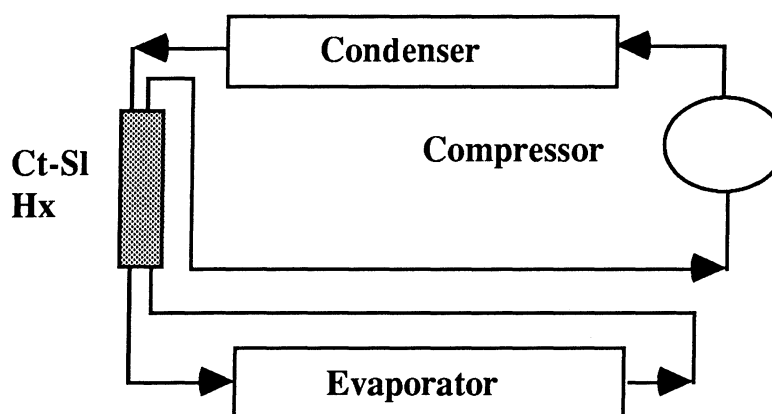 Condenser
Compressor
Ct-Sl
Hx
Evaporator